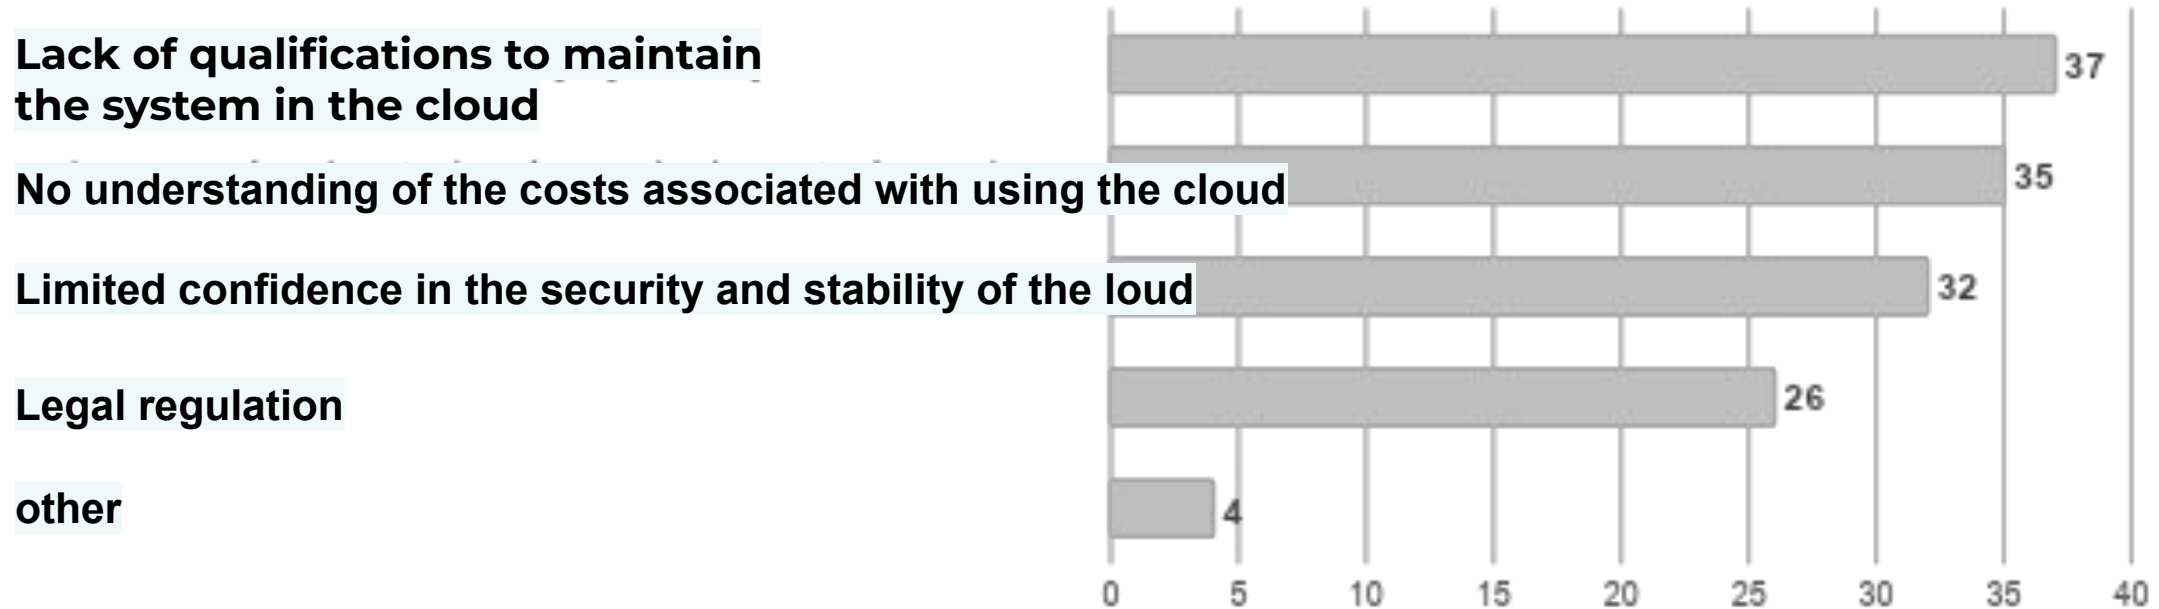 Lack of qualifications to maintain
the system in the cloud
37
No understanding of the costs associated with using the cloud
35
Limited confidence in the security and stability of the loud
32
Legal regulation
26
other
4
0 5 10 15 20 25 30 35 40